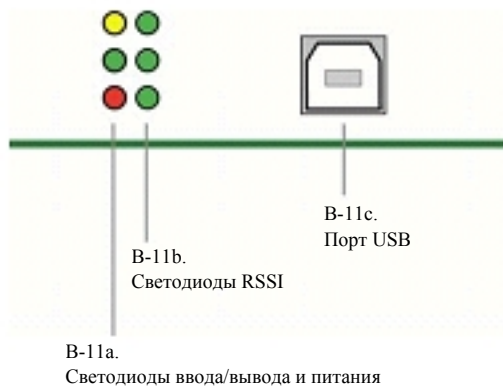 B-11c.
Порт USB
B-11b.
Светодиоды RSSI
B-11a.
Светодиоды ввода/вывода и питания